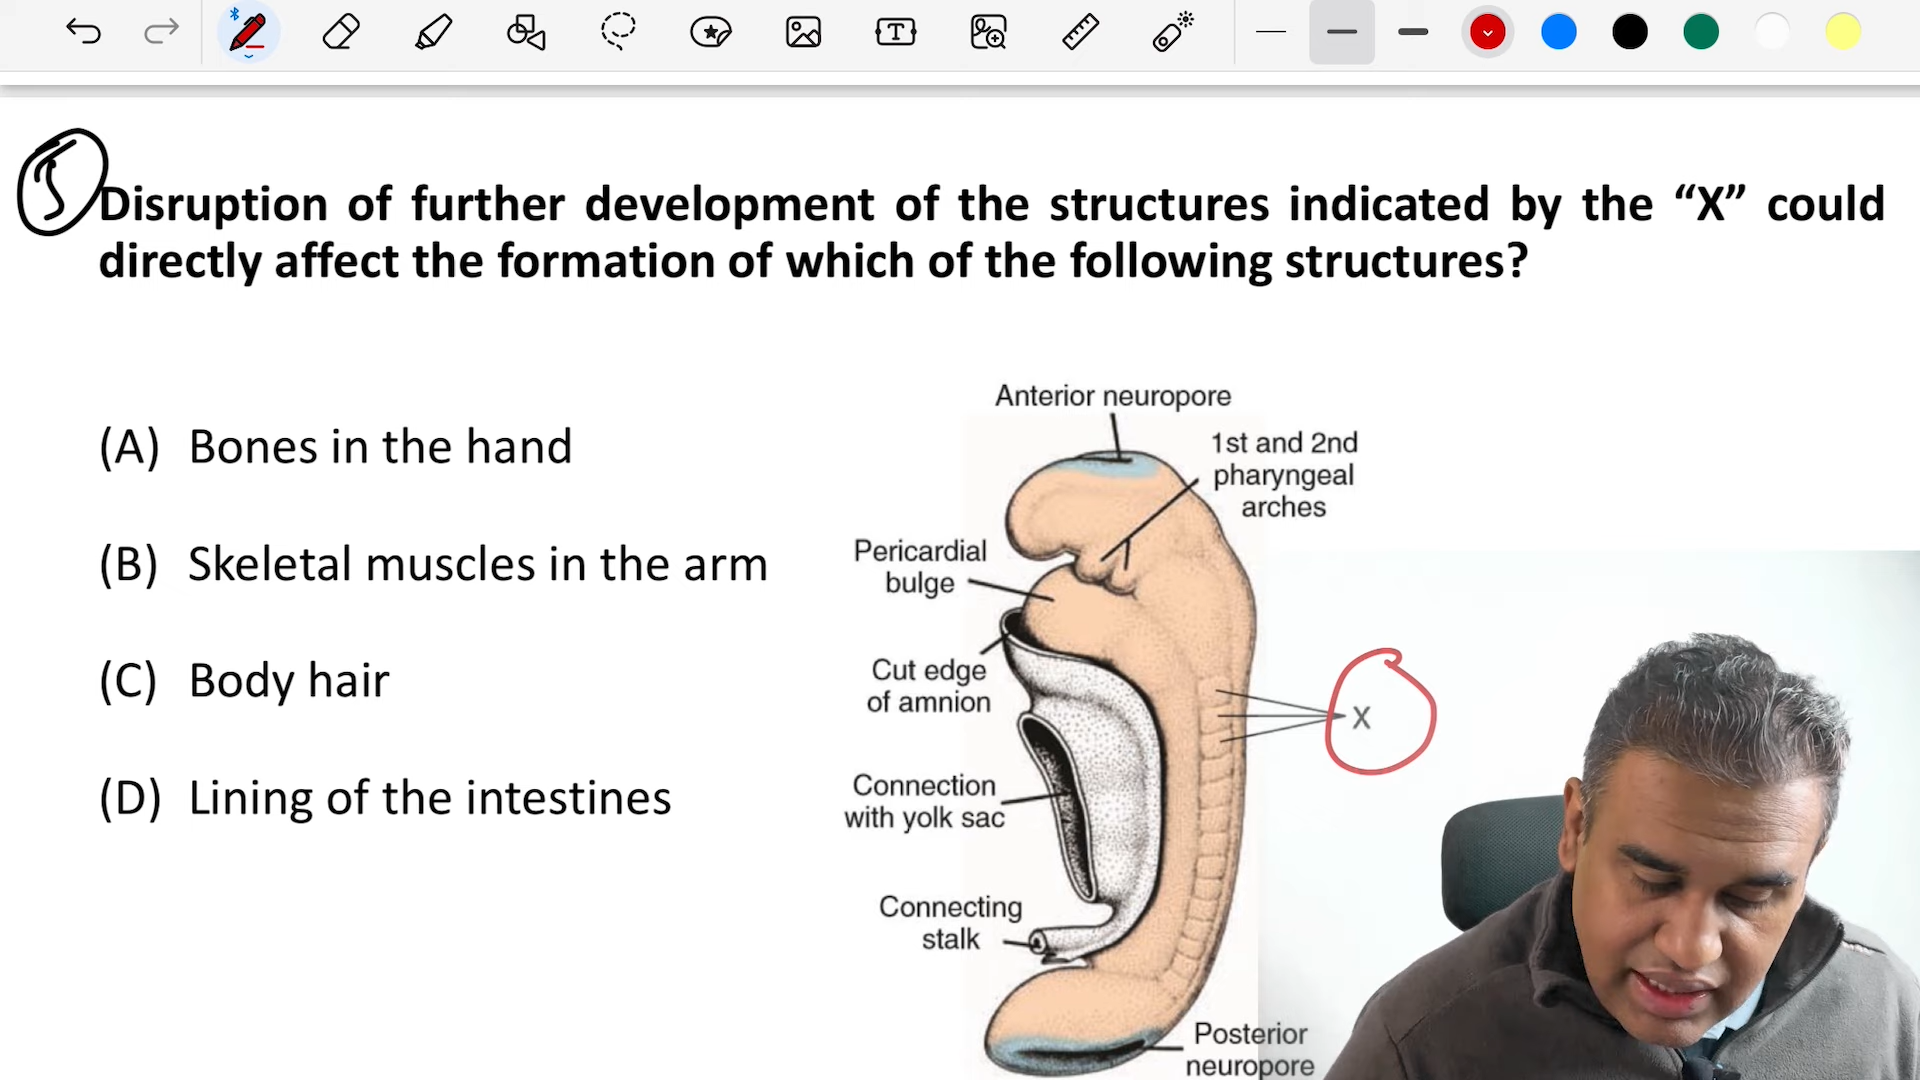 T
5
Disruption of further development of the structures indicated by the “X” could
directly affect the formation of which of the following structures?
(A) Bones in the hand
(B) Skeletal muscles in the arm
(C) Body hair
(D) Lining of the intestines
Anterior neuropore
1st and 2nd
pharyngeal
arches
Pericardial
bulge
Cut edge
of amnion
X
Connection
with yolk sac
Connecting
stalk
Posterior
neuropore